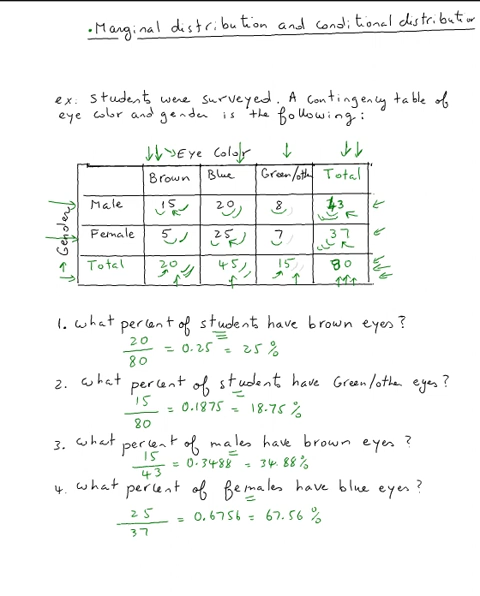 . Marginal distribution and conditional distribution
ex: students were surveyed. A contingency table of
eye color and gender is the following:
Eye Color
Brown Blue Green/other Total
Gender
Male 15 20 8 43
Female 5 25 7 37
Total 20 45 15 80
1. what percent of students have brown eyes?
20/80 = 0.25 = 25 %
2. what percent of student have Green/other eyes?
15/80 = 0.1875 = 18.75 %
3. what percent of males have brown eyes ?
15/43 = 0.3488 = 34.88%
4. what percent of females have blue eyes?
25/37 = 0.6756 = 67.56 %